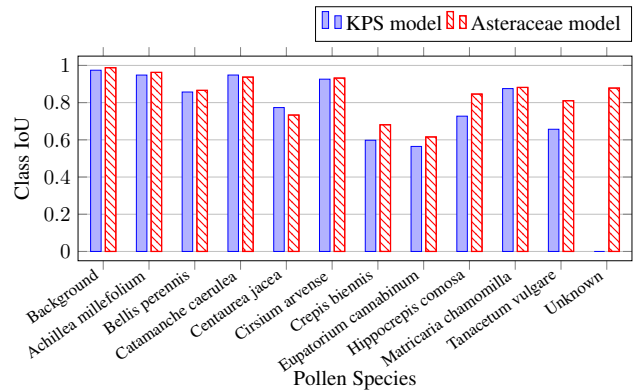 KPS model Asteraceae model
1
0.8
0.6
0.4
0.2
0
Class IoU
Background
Achillea millefolium
Bellis perennis
Catamanche caerulea
Centaurea jacea
Cirsium arvense
Crepis biennis
Eupatorium cannabinum
Hippocrepis comosa
Matricaria chamomilla
Tanacetum vulgare
Unknown
Pollen Species